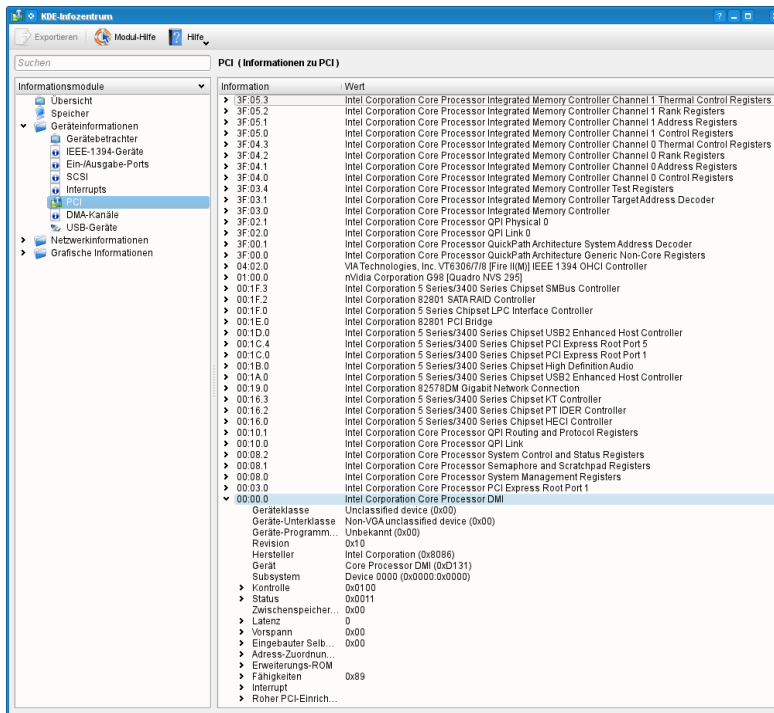 KDE-Infozentrum
Exportieren Modul-Hilfe Hilfe
Suchen
PCI ( Informationen zu PCI )
Informationsmodule
Übersicht
Speicher
Geräteinformationen
Gerätebetrachter
IEEE-1394-Geräte
Ein-/Ausgabe-Ports
SCSI
Interrupts
PCI
DMA-Kanäle
USB-Geräte
Netzwerkinformationen
Grafische Informationen
Information Wert
3F:05.3 Intel Corporation Core Processor Integrated Memory Controller Channel 1 Thermal Control Registers
3F:05.2 Intel Corporation Core Processor Integrated Memory Controller Channel 1 Rank Registers
3F:05.1 Intel Corporation Core Processor Integrated Memory Controller Channel 1 Address Registers
3F:05.0 Intel Corporation Core Processor Integrated Memory Controller Channel 1 Control Registers
3F:04.3 Intel Corporation Core Processor Integrated Memory Controller Channel 0 Thermal Control Registers
3F:04.2 Intel Corporation Core Processor Integrated Memory Controller Channel 0 Rank Registers
3F:04.1 Intel Corporation Core Processor Integrated Memory Controller Channel 0 Address Registers
3F:04.0 Intel Corporation Core Processor Integrated Memory Controller Channel 0 Control Registers
3F:03.4 Intel Corporation Core Processor Integrated Memory Controller Test Registers
3F:03.1 Intel Corporation Core Processor Integrated Memory Controller Target Address Decoder
3F:03.0 Intel Corporation Core Processor Integrated Memory Controller
3F:02.1 Intel Corporation Core Processor QPI Physical 0
3F:02.0 Intel Corporation Core Processor QPI Link 0
3F:00.1 Intel Corporation Core Processor QuickPath Architecture System Address Decoder
3F:00.0 Intel Corporation Core Processor QuickPath Architecture Generic Non-Core Registers
04:02.0 VIA Technologies, Inc. VT6306/7/8 [Fire II(M)] IEEE 1394 OHCI Controller
01:00.0 nVidia Corporation G98 [Quadro NVS 295]
00:1F.3 Intel Corporation 5 Series/3400 Series Chipset SMBus Controller
00:1F.2 Intel Corporation 82801 SATA RAID Controller
00:1F.0 Intel Corporation 5 Series Chipset LPC Interface Controller
00:1E.0 Intel Corporation 82801 PCI Bridge
00:1D.0 Intel Corporation 5 Series/3400 Series Chipset USB2 Enhanced Host Controller
00:1C.4 Intel Corporation 5 Series/3400 Series Chipset PCI Express Root Port 5
00:1C.0 Intel Corporation 5 Series/3400 Series Chipset PCI Express Root Port 1
00:1B.0 Intel Corporation 5 Series/3400 Series Chipset High Definition Audio
00:1A.0 Intel Corporation 5 Series/3400 Series Chipset USB2 Enhanced Host Controller
00:19.0 Intel Corporation 82578DM Gigabit Network Connection
00:16.3 Intel Corporation 5 Series/3400 Series Chipset KT Controller
00:16.2 Intel Corporation 5 Series/3400 Series Chipset PT IDER Controller
00:16.0 Intel Corporation 5 Series/3400 Series Chipset HECI Controller
00:10.1 Intel Corporation Core Processor QPI Routing and Protocol Registers
00:10.0 Intel Corporation Core Processor QPI Link
00:08.2 Intel Corporation Core Processor System Control and Status Registers
00:08.1 Intel Corporation Core Processor Semaphore and Scratchpad Registers
00:08.0 Intel Corporation Core Processor System Management Registers
00:03.0 Intel Corporation Core Processor PCI Express Root Port 1
00:00.0 Intel Corporation Core Processor DMI
Geräteklasse Unclassified device (0x00)
Geräte-Unterklasse Non-VGA unclassified device (0x00)
Geräte-Programm... Unbekannt (0x00)
Revision 0x10
Hersteller Intel Corporation (0x8086)
Gerät Core Processor DMI (0xD131)
Subsystem Device 0000 (0x0000:0x0000)
Kontrolle 0x0100
Status 0x0011
Zwischenspeicher... 0x00
Latenz 0
Vorspann 0x00
Eingebauter Selb... 0x00
Adress-Zuordnun...
Erweiterungs-ROM
Fähigkeiten 0x89
Interrupt
Roher PCI-Einrich...